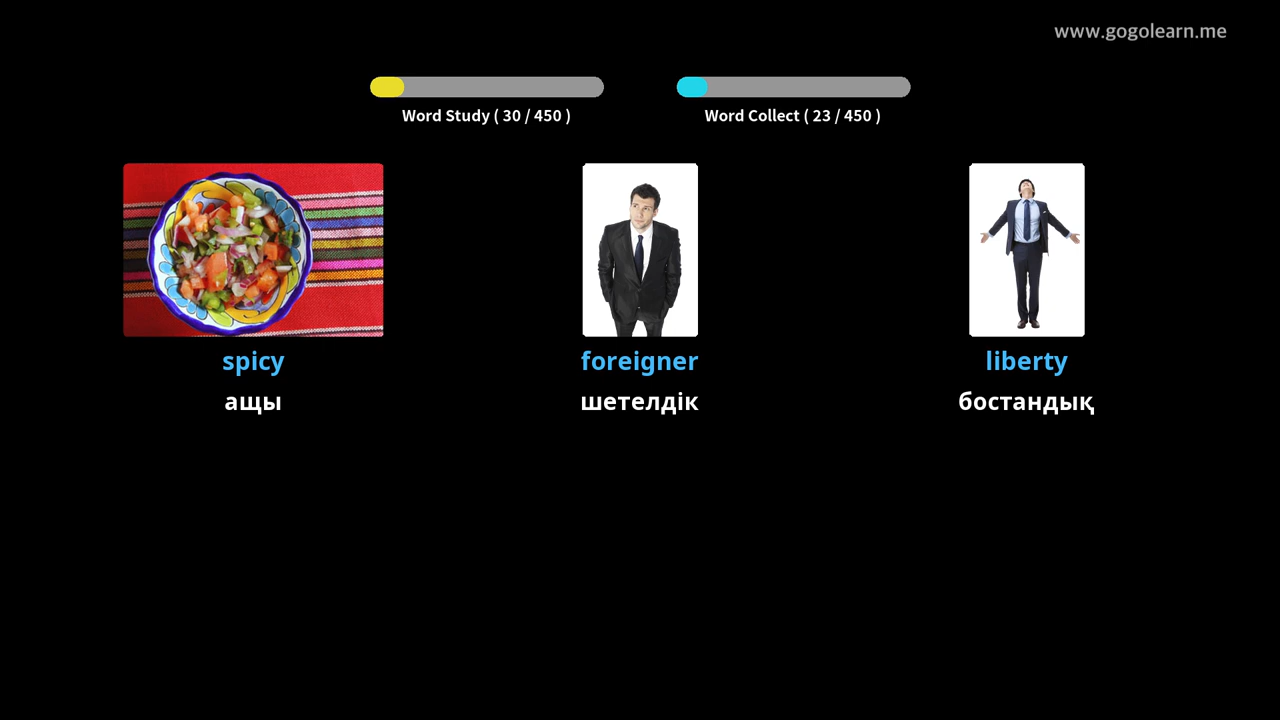 www.gogolearn.me
Word Study ( 30 / 450 )
Word Collect ( 23 / 450 )
spicy
foreigner
liberty
ащы
шетелдік
бостандық